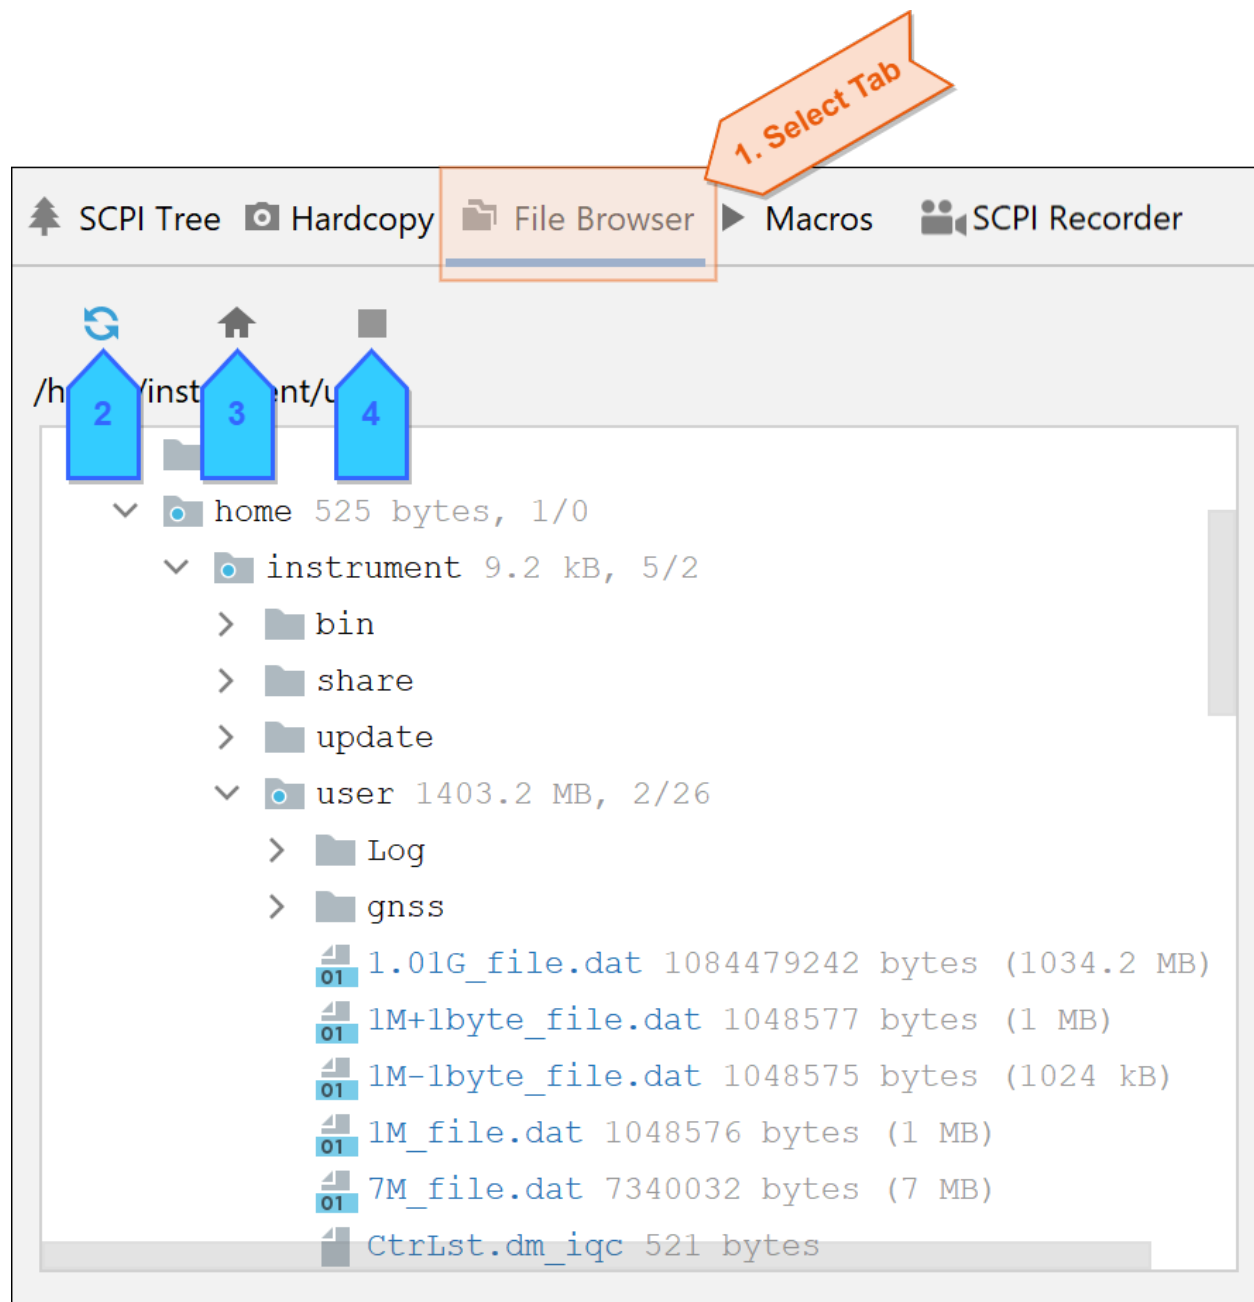 1. Select Tab
SCPI Tree Hardcopy File Browser Macros SCPI Recorder
2 3 4
home 525 bytes, 1/0
instrument 9.2 kB, 5/2
bin
share
update
user 1403.2 MB, 2/26
Log
gnss
1.01G_file.dat 1084479242 bytes (1034.2 MB)
1M+1byte_file.dat 1048577 bytes (1 MB)
1M-1byte_file.dat 1048575 bytes (1024 kB)
1M_file.dat 1048576 bytes (1 MB)
7M_file.dat 7340032 bytes (7 MB)
CtrLst.dm_iqc 521 bytes